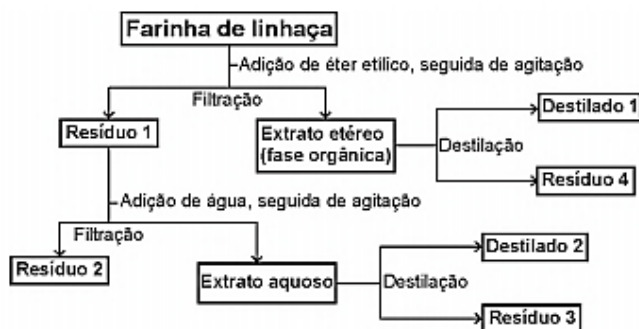 Farinha de linhaça
Adição de éter etílico, seguida de agitação
Filtração
Resíduo 1
Extrato etéreo
(fase orgânica)
Destilado 1
Destilação
Resíduo 4
Adição de água, seguida de agitação
Filtração
Resíduo 2
Extrato aquoso
Destilado 2
Destilação
Resíduo 3